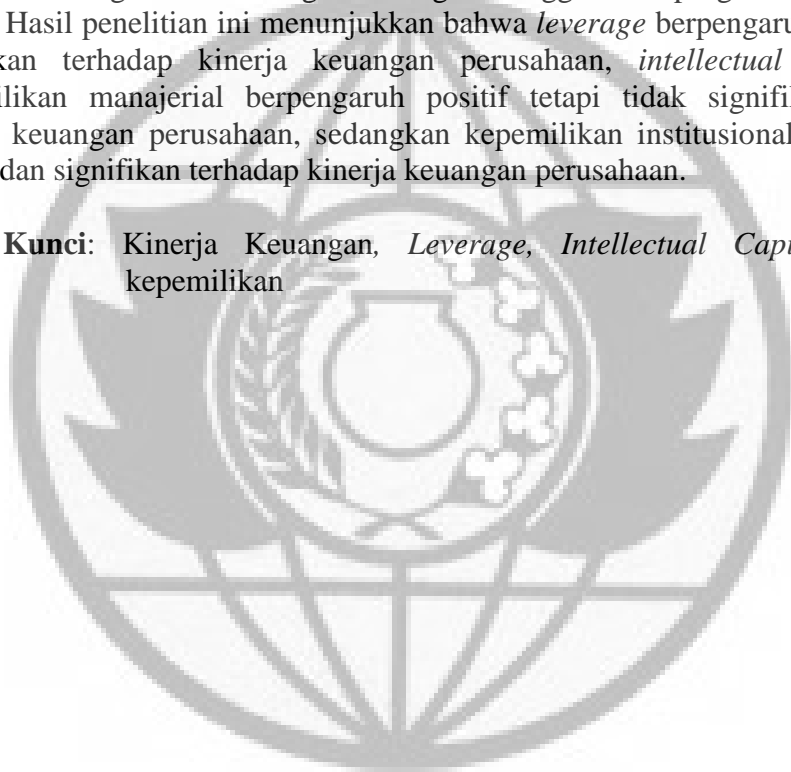 Hasil penelitian ini menunjukkan bahwa leverage berpengaru
kan terhadap kinerja keuangan perusahaan, intellectual
ilikan manajerial berpengaruh positif tetapi tidak signifik
keuangan perusahaan, sedangkan kepemilikan institusional
dan signifikan terhadap kinerja keuangan perusahaan.
Kunci: Kinerja Keuangan, Leverage, Intellectual Capi
kepemilikan